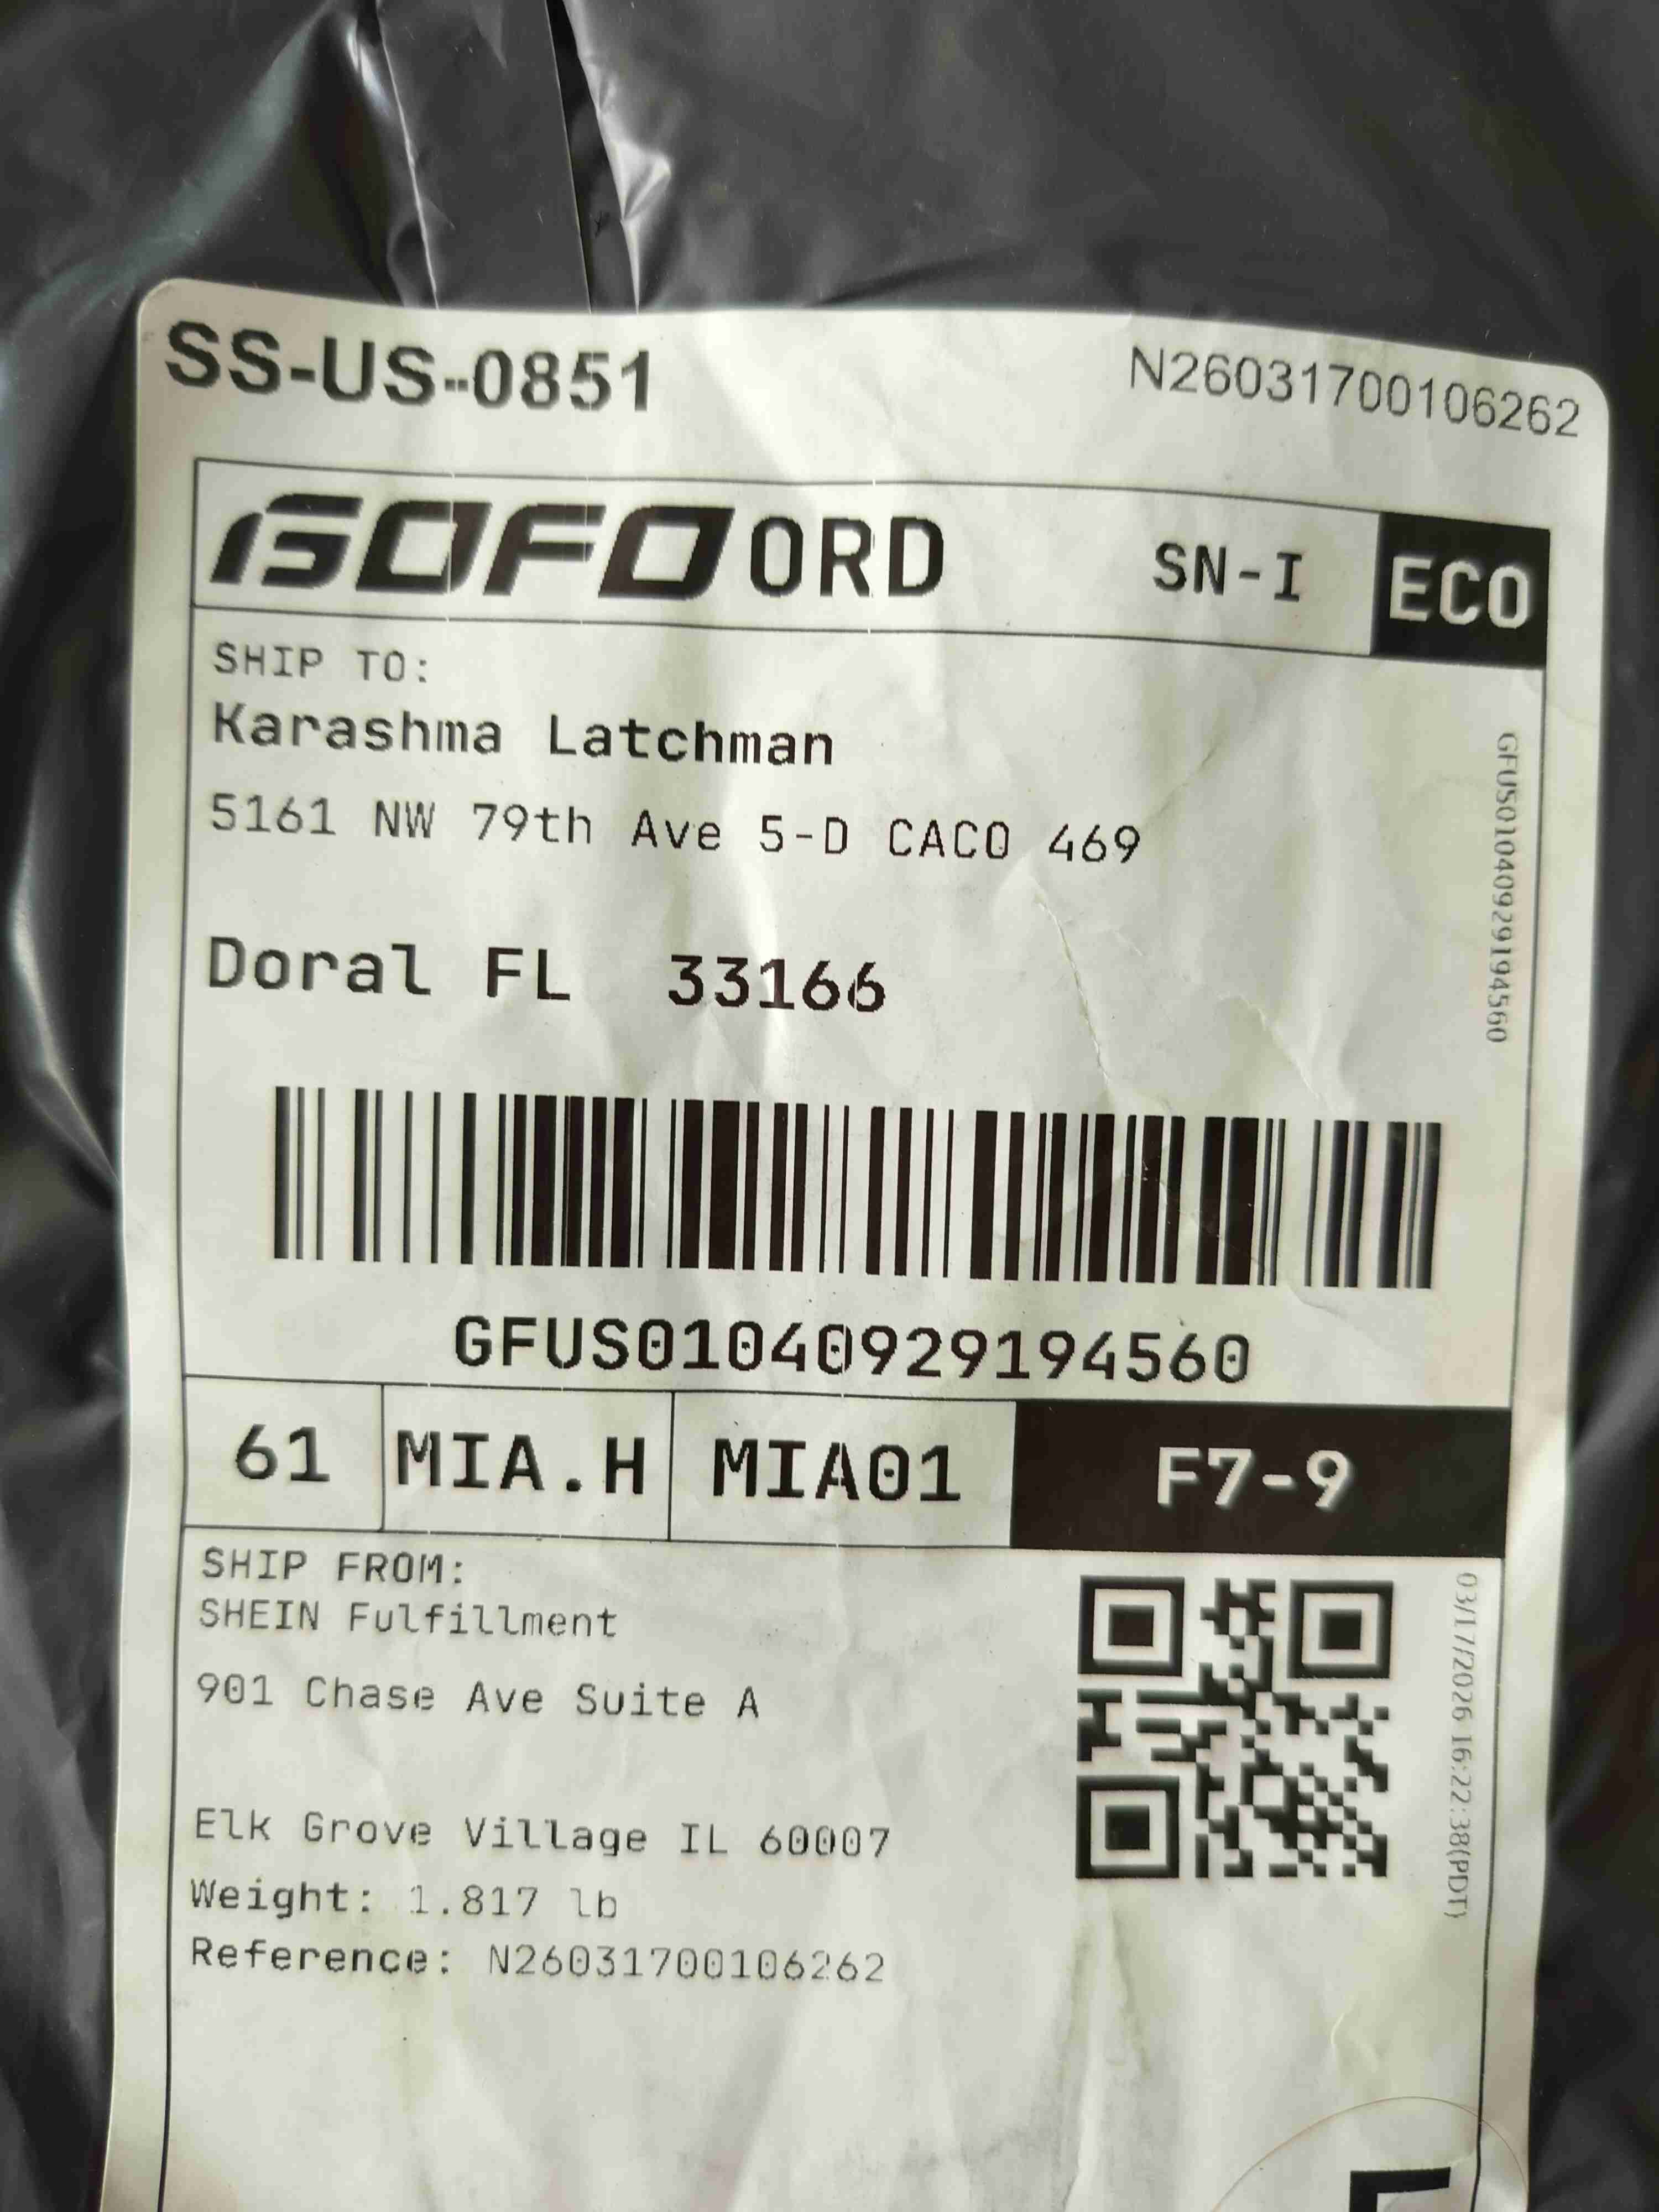 SS-US-0851
N26031700106262
GOFO ORD SN-I ECO
SHIP TO:
Karashma Latchman
5161 NW 79th Ave 5-D CACO 469
Doral FL 33166
GFUS01040929194560
GFUS01040929194560
61 MIA.H MIA01 F7-9
SHIP FROM:
SHEIN Fulfillment
901 Chase Ave Suite A
Elk Grove Village IL 60007
Weight: 1.817 lb
Reference: N26031700106262
03/17/2026 16:22:38(PDT)